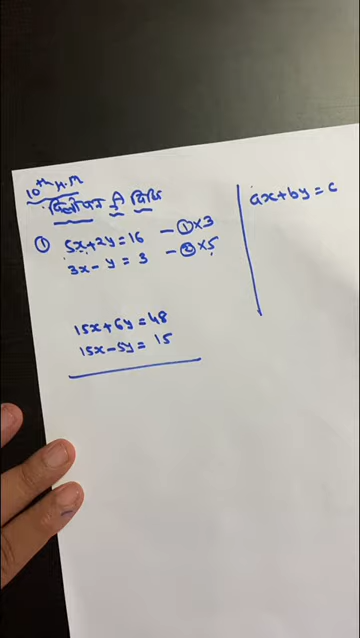 10th H.M
विलोपन की विधि
① 5x+2y=16 — ①×3
3x-y=3 — ②×5
15x+6y=48
15x-5y=15
ax+by=c